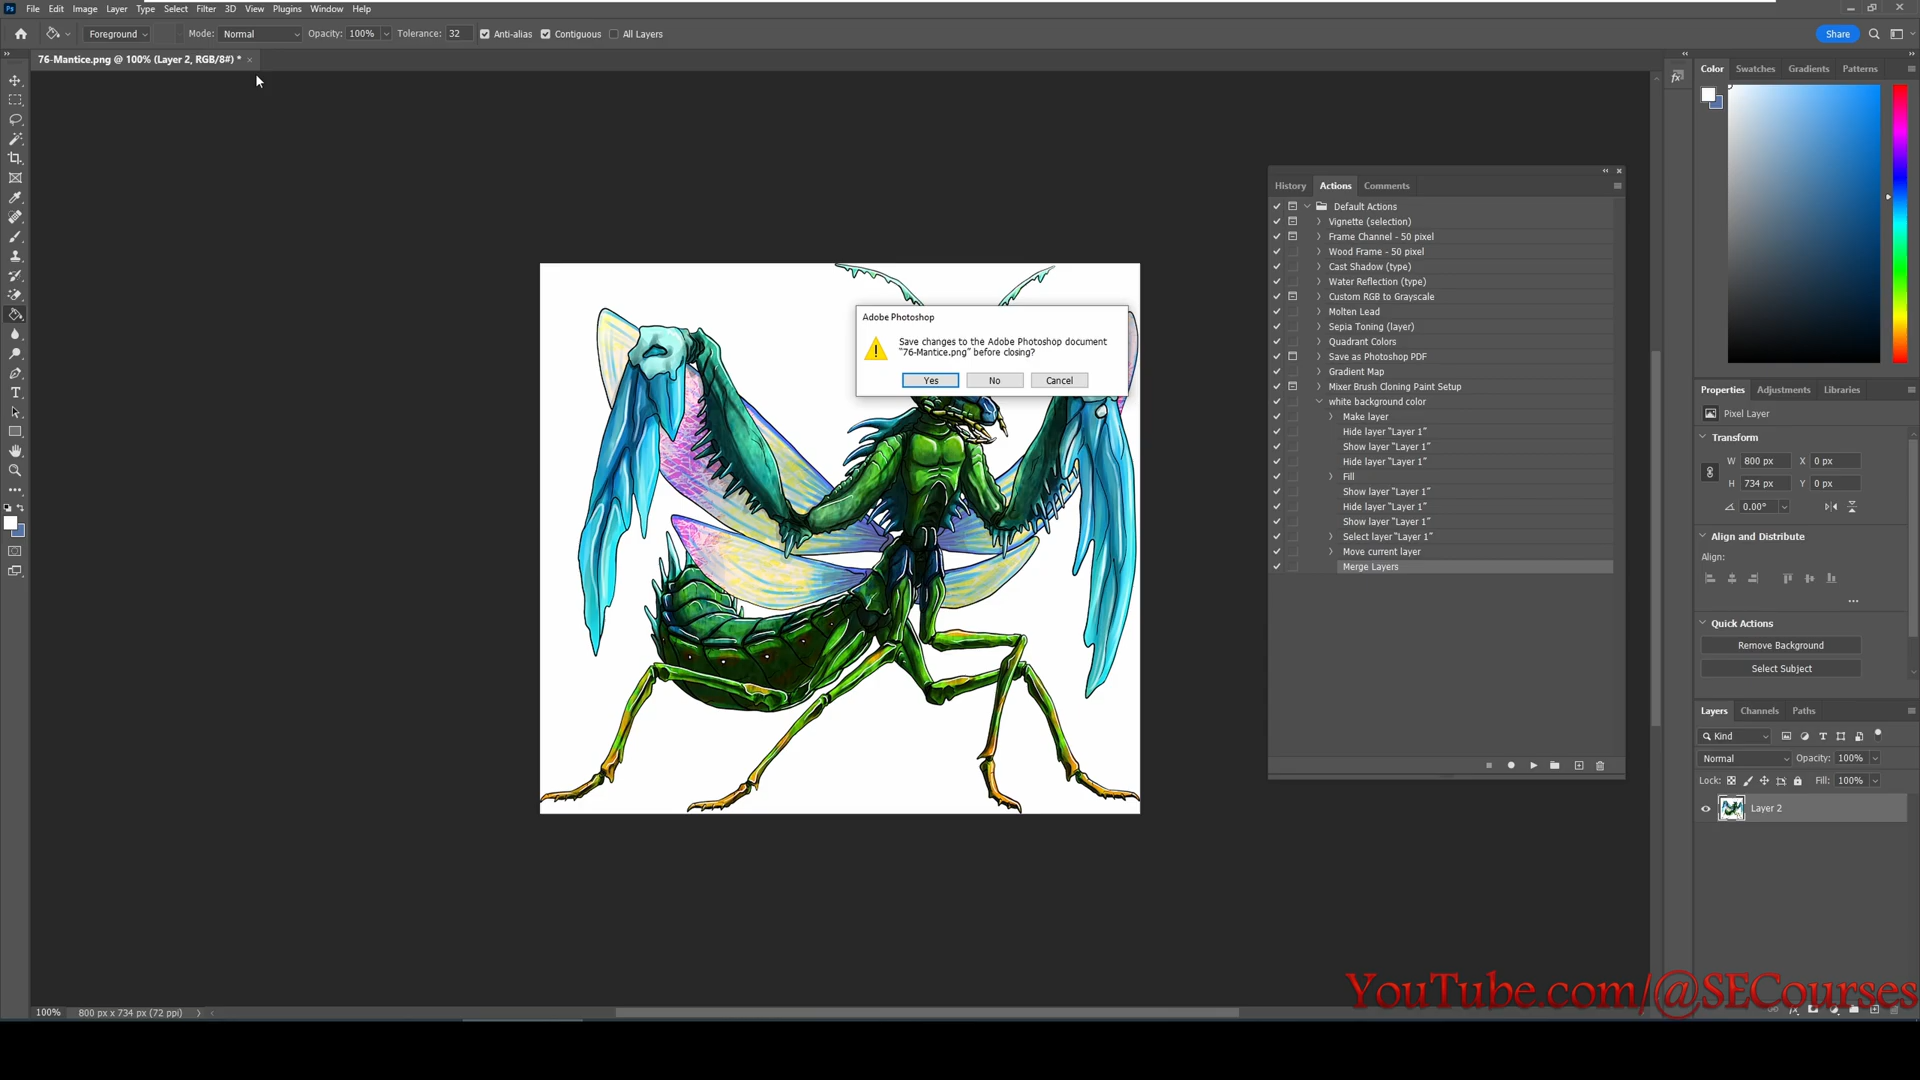 Ps File Edit Image Layer Type Select Filter 3D View Plugins Window Help
Foreground Mode: Normal Opacity: 100% Tolerance: 32 Anti-alias Contiguous All Layers Share
76-Mantice.png @ 100% (Layer 2, RGB/8#) * ×
Color Swatches Gradients Patterns
History Actions Comments
Default Actions
Vignette (selection)
Frame Channel - 50 pixel
Wood Frame - 50 pixel
Cast Shadow (type)
Water Reflection (type)
Custom RGB to Grayscale
Molten Lead
Sepia Toning (layer)
Quadrant Colors
Save as Photoshop PDF
Gradient Map
Mixer Brush Cloning Paint Setup
white background color
Make layer
Hide layer “Layer 1”
Show layer “Layer 1”
Hide layer “Layer 1”
Fill
Show layer “Layer 1”
Hide layer “Layer 1”
Show layer “Layer 1”
Select layer “Layer 1”
Move current layer
Merge Layers
Adobe Photoshop
Save changes to the Adobe Photoshop document
“76-Mantice.png” before closing?
Yes No Cancel
Properties Adjustments Libraries
Pixel Layer
Transform
W 800 px X 0 px
H 734 px Y 0 px
0.00°
Align and Distribute
Align:
Quick Actions
Remove Background
Select Subject
Layers Channels Paths
Kind
Normal Opacity: 100%
Lock: Fill: 100%
Layer 2
YouTube.com/@SECourses
100% 800 px x 734 px (72 ppi)